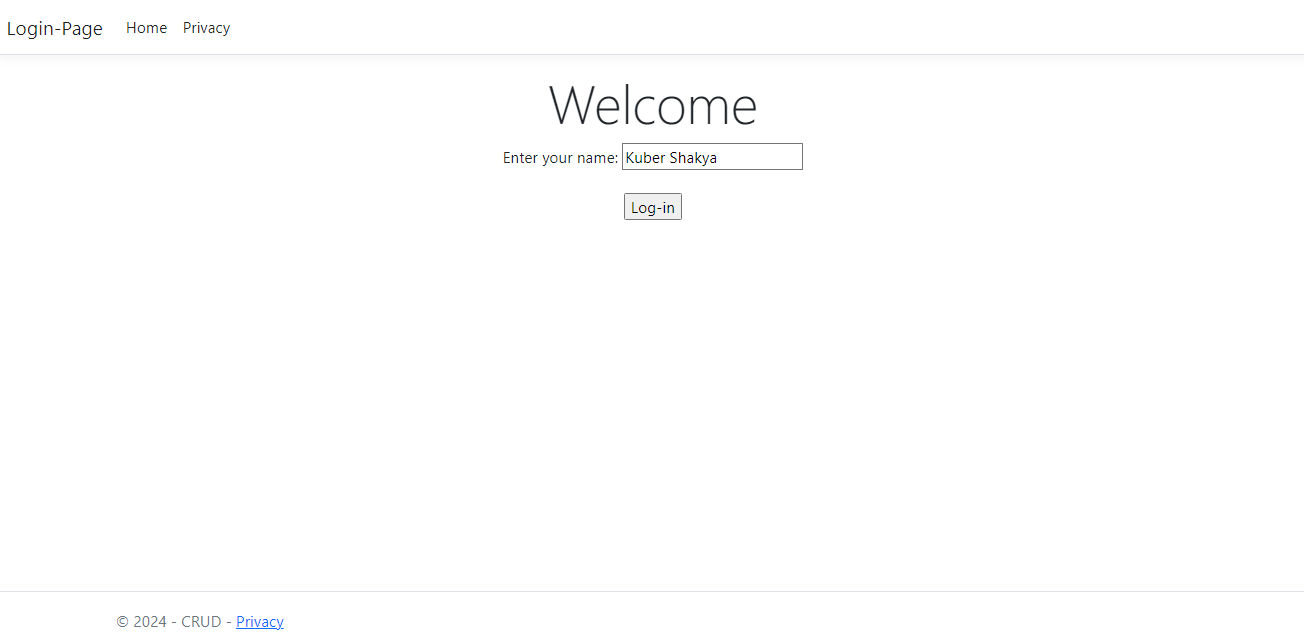 Login-Page Home Privacy
Welcome
Enter your name: Kuber Shakya
Log-in
© 2024 - CRUD - Privacy